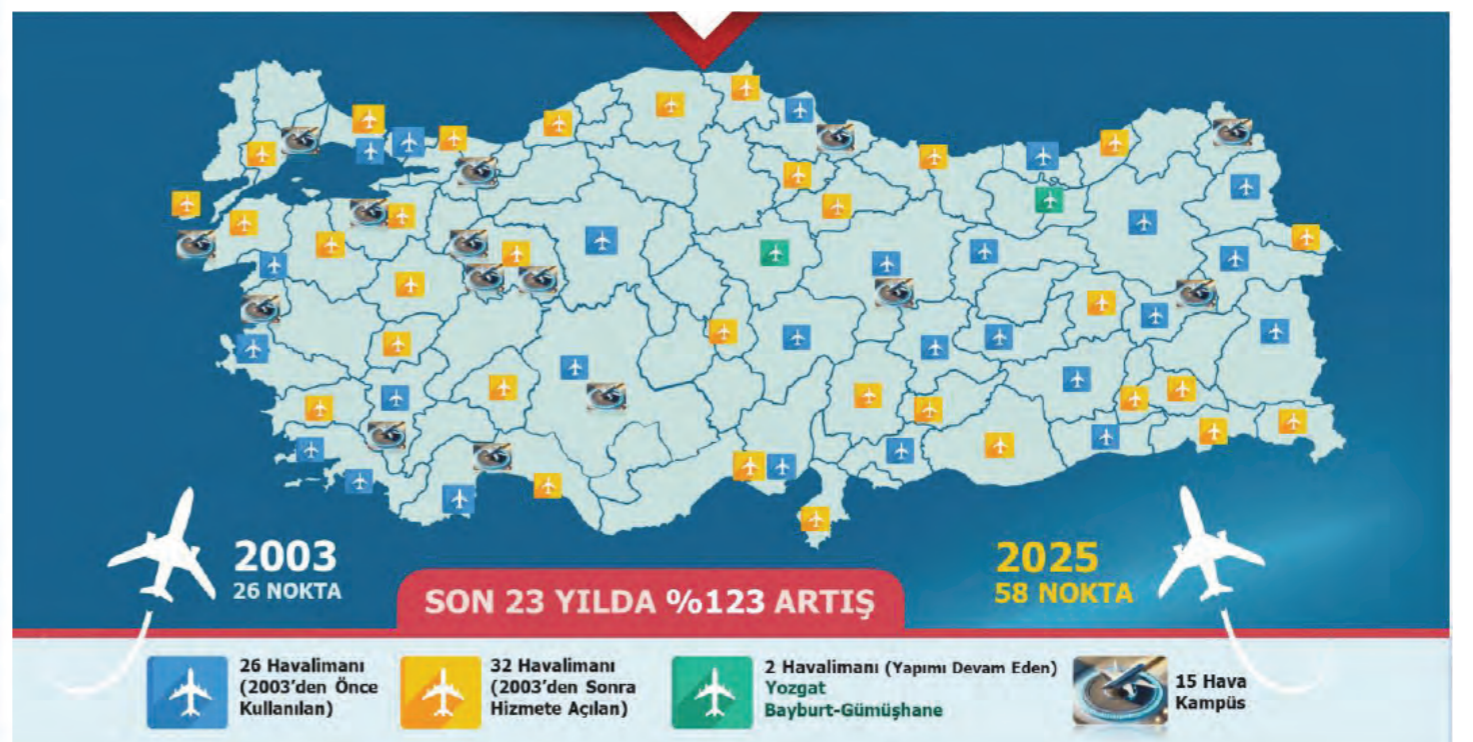 2003
26 NOKTA
2025
58 NOKTA
SON 23 YILDA %123 ARTIŞ
26 Havalimanı
(2003'den Önce
Kullanılan)
32 Havalimanı
(2003'den Sonra
Hizmete Açılan)
2 Havalimanı (Yapımı Devam Eden)
Yozgat
Bayburt-Gümüşhane
15 Hava
Kampüs